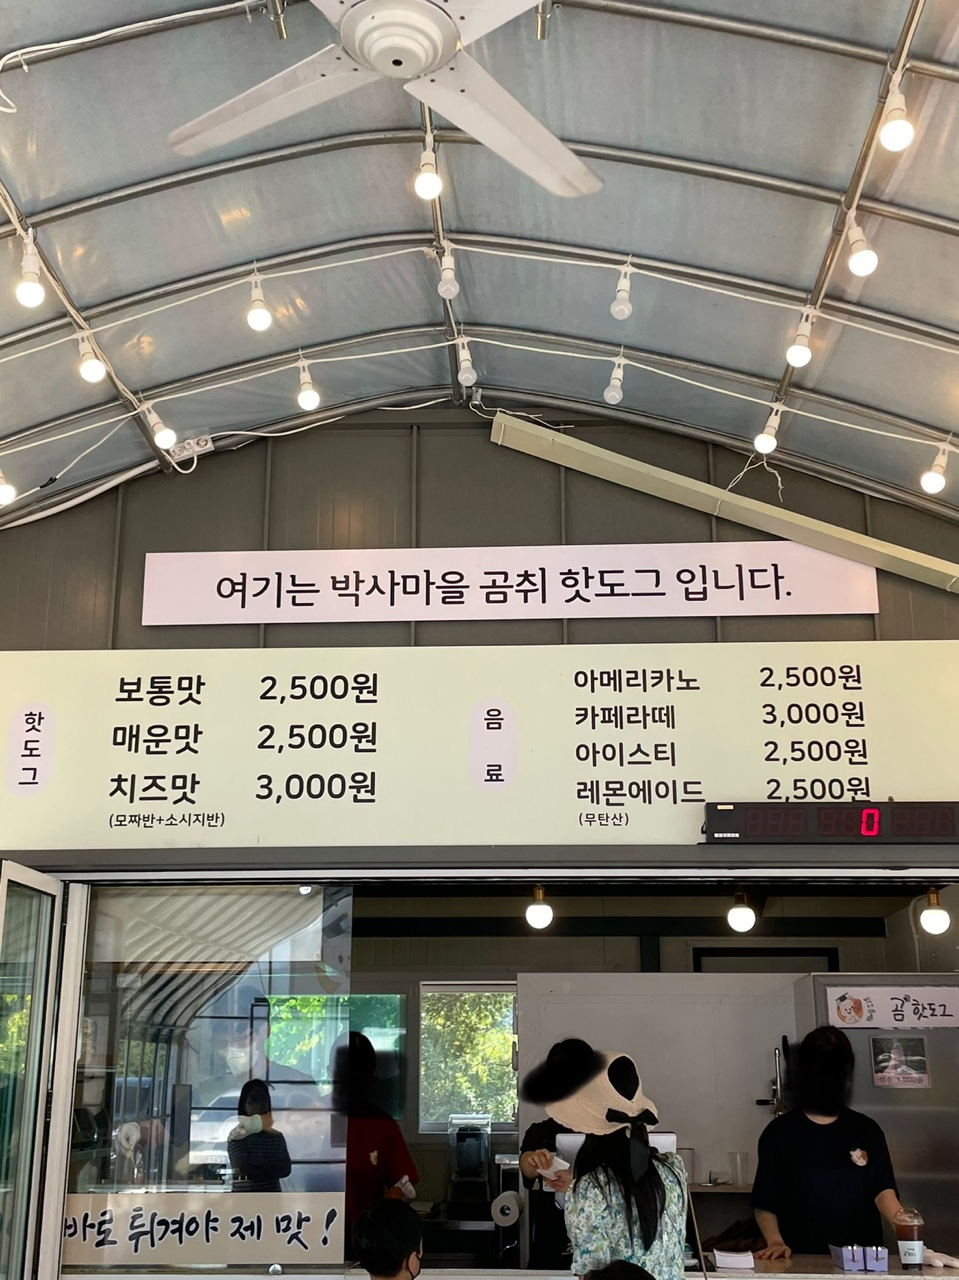 여기는 박사마을 곰취 핫도그 입니다.
핫도그
보통맛 2,500원
매운맛 2,500원
치즈맛 3,000원
(모짜반+소시지반)
음료
아메리카노 2,500원
카페라떼 3,000원
아이스티 2,500원
레몬에이드 2,500원
(무탄산)
0
곰핫도그
바로 튀겨야 제 맛!